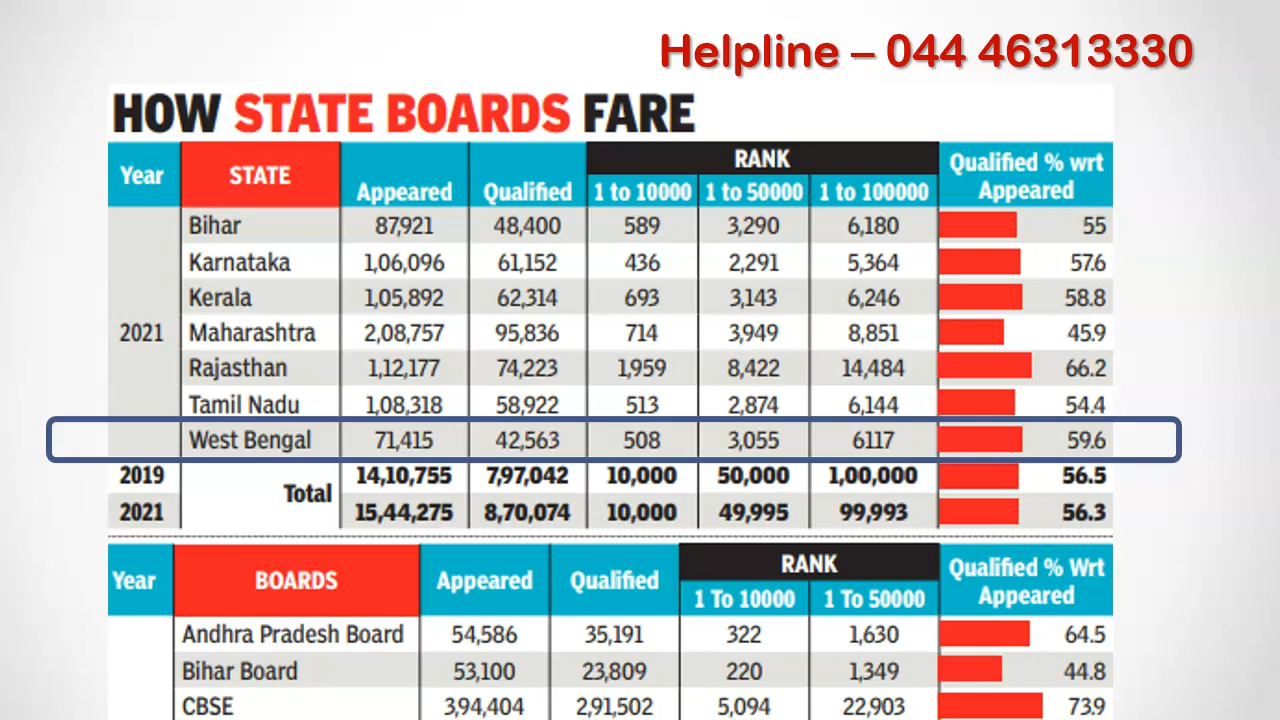 Helpline – 044 46313330
HOW STATE BOARDS FARE
Year STATE Appeared Qualified RANK 1 to 10000 1 to 50000 1 to 100000 Qualified % wrt Appeared
2021 Bihar 87,921 48,400 589 3,290 6,180 55
Karnataka 1,06,096 61,152 436 2,291 5,364 57.6
Kerala 1,05,892 62,314 693 3,143 6,246 58.8
Maharashtra 2,08,757 95,836 714 3,949 8,851 45.9
Rajasthan 1,12,177 74,223 1,959 8,422 14,484 66.2
Tamil Nadu 1,08,318 58,922 513 2,874 6,144 54.4
West Bengal 71,415 42,563 508 3,055 6117 59.6
2019 Total 14,10,755 7,97,042 10,000 50,000 1,00,000 56.5
2021 15,44,275 8,70,074 10,000 49,995 99,993 56.3
Year BOARDS Appeared Qualified RANK 1 To 10000 1 To 50000 Qualified % Wrt Appeared
Andhra Pradesh Board 54,586 35,191 322 1,630 64.5
Bihar Board 53,100 23,809 220 1,349 44.8
CBSE 3,94,404 2,91,502 5,094 22,903 73.9